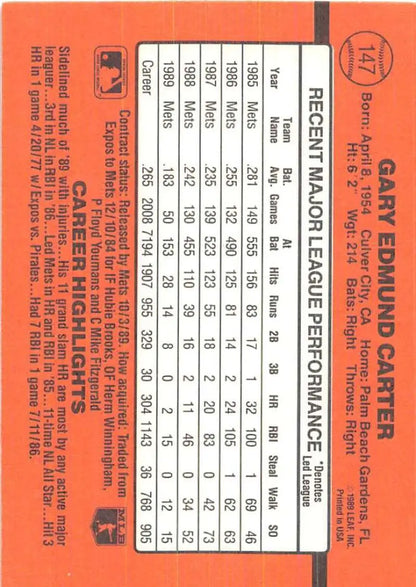 147
GARY EDMUND CARTER
Born: April 8, 1954 Culver City, CA Home: Palm Beach Gardens, FL
Ht: 6' 2" Wgt: 214 Bats: Right Throws: Right
© 1989 LEAF, INC.
Printed in USA
RECENT MAJOR LEAGUE PERFORMANCE
*Denotes
Led League
Year Team Name Bat. Avg. Games At Bat Hits Runs 2B 3B HR RBI Steal Walk SO
1985 Mets .281 149 555 156 83 17 1 32 100 1 69 46
1986 Mets .255 132 490 125 81 14 2 24 105 1 62 63
1987 Mets .235 139 523 123 55 18 2 20 83 0 42 73
1988 Mets .242 130 455 110 39 16 2 11 46 0 34 52
1989 Mets .183 50 153 28 14 8 0 2 15 0 12 15
Career .265 2008 7194 1907 955 329 30 304 1143 36 768 905
Contract status: Released by Mets 10/3/89. How acquired: Traded from
Expos to Mets 12/10/84 for IF Hubie Brooks, OF Herm Winningham,
P Floyd Youmans and C Mike Fitzgerald
MLB
CAREER HIGHLIGHTS
Sidelined much of '89 with injuries...His 11 grand slam HR are most by any active major
leaguer...3rd in NL in RBI in '86...Led Mets in HR and RBI in '85...11-time NL All Star...Hit 3
HR in 1 game 4/20/77 w/Expos vs. Pirates...Had 7 RBI in 1 game 7/11/86.